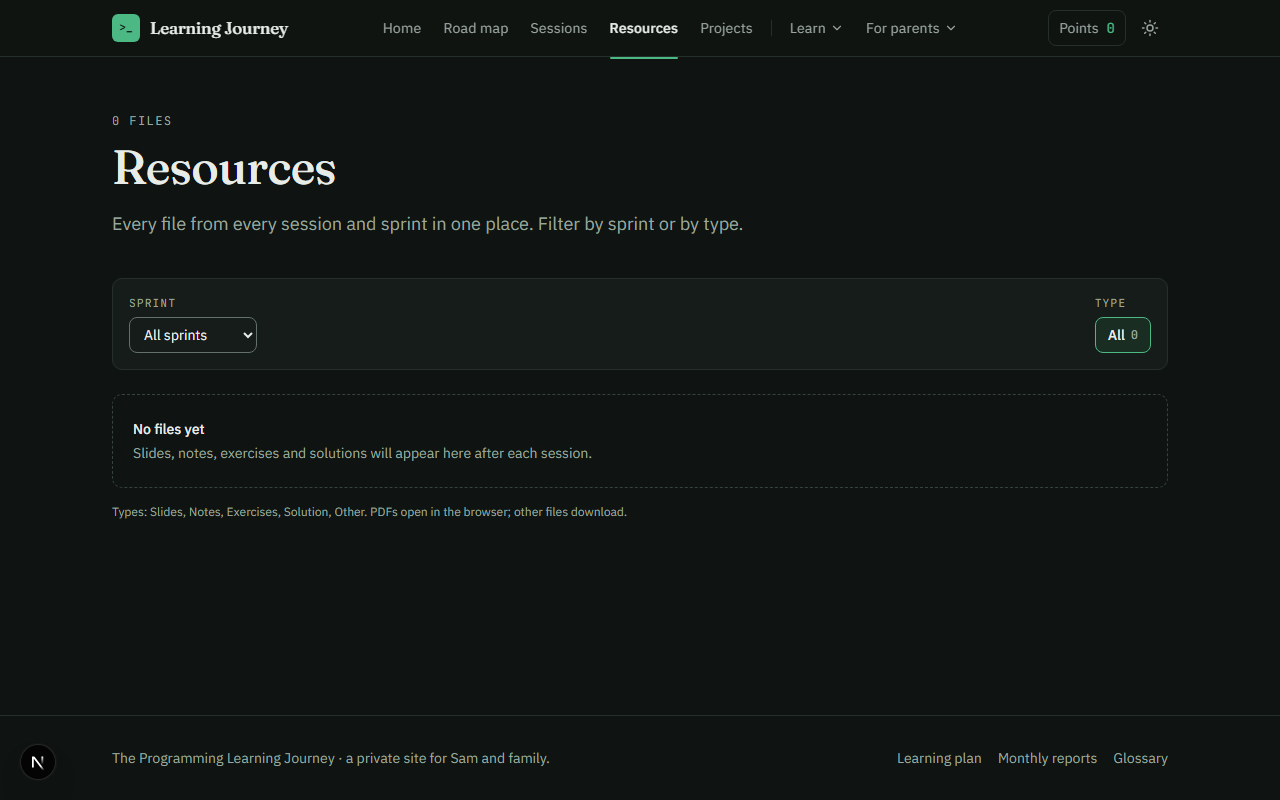 >_ Learning Journey Home Road map Sessions Resources Projects Learn For parents Points 0
0 FILES
Resources
Every file from every session and sprint in one place. Filter by sprint or by type.
SPRINT TYPE
All sprints All 0
No files yet
Slides, notes, exercises and solutions will appear here after each session.
Types: Slides, Notes, Exercises, Solution, Other. PDFs open in the browser; other files download.
N The Programming Learning Journey · a private site for Sam and family. Learning plan Monthly reports Glossary